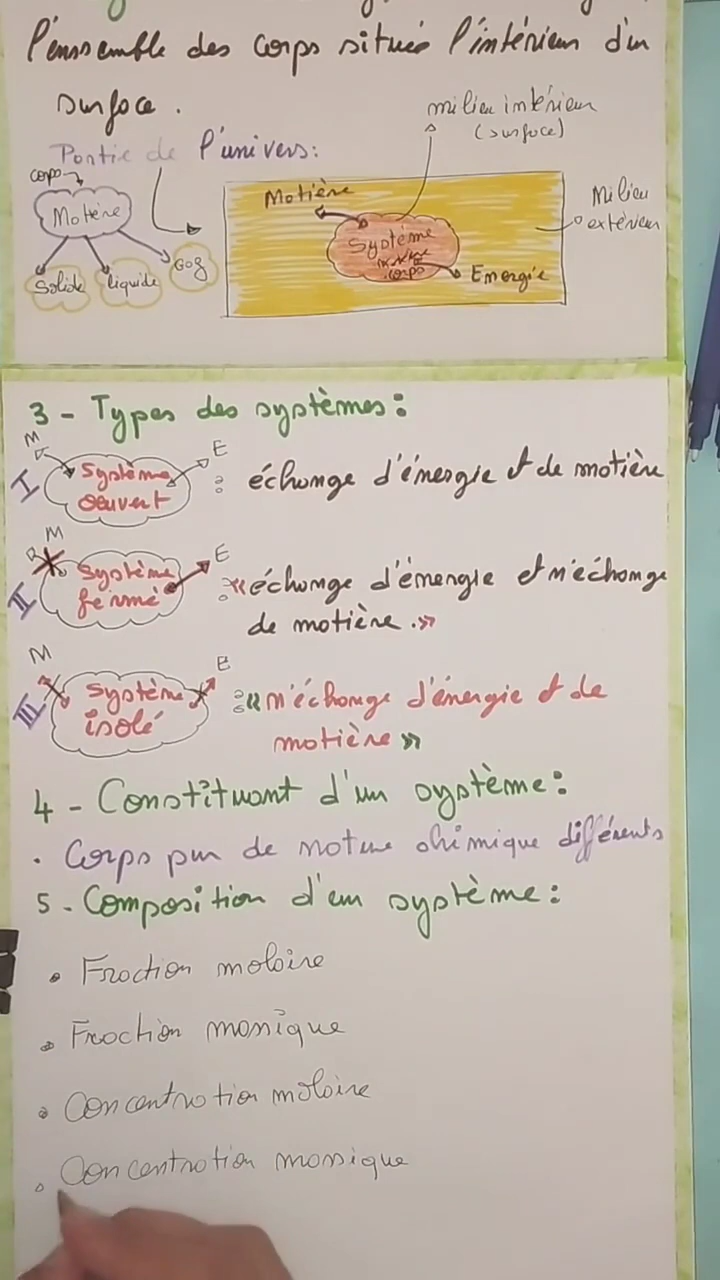 l'enssemble des corps situés l'intérieur d'un
surface.
milieu intérieur
(surface)
Partie de l'univers:
corps
Matière
Solide
liquide
Gaz
Matière
Système
corps
Energie
Milieu
extérieur
3 - Types des systèmes:
M
E
I
Système
ouvert
: échange d'énergie et de matière
M
E
II
Système
fermé
: «échange d'énergie et n'échange
de matière.»
M
E
III
Système
isolé
: «n'échange d'énergie et de
matière»
4 - Constituant d'un système:
. Corps pur de nature chimique différents
5 - Composition d'un système:
• Fraction molaire
• Fraction massique
• Concentration molaire
• Concentration massique